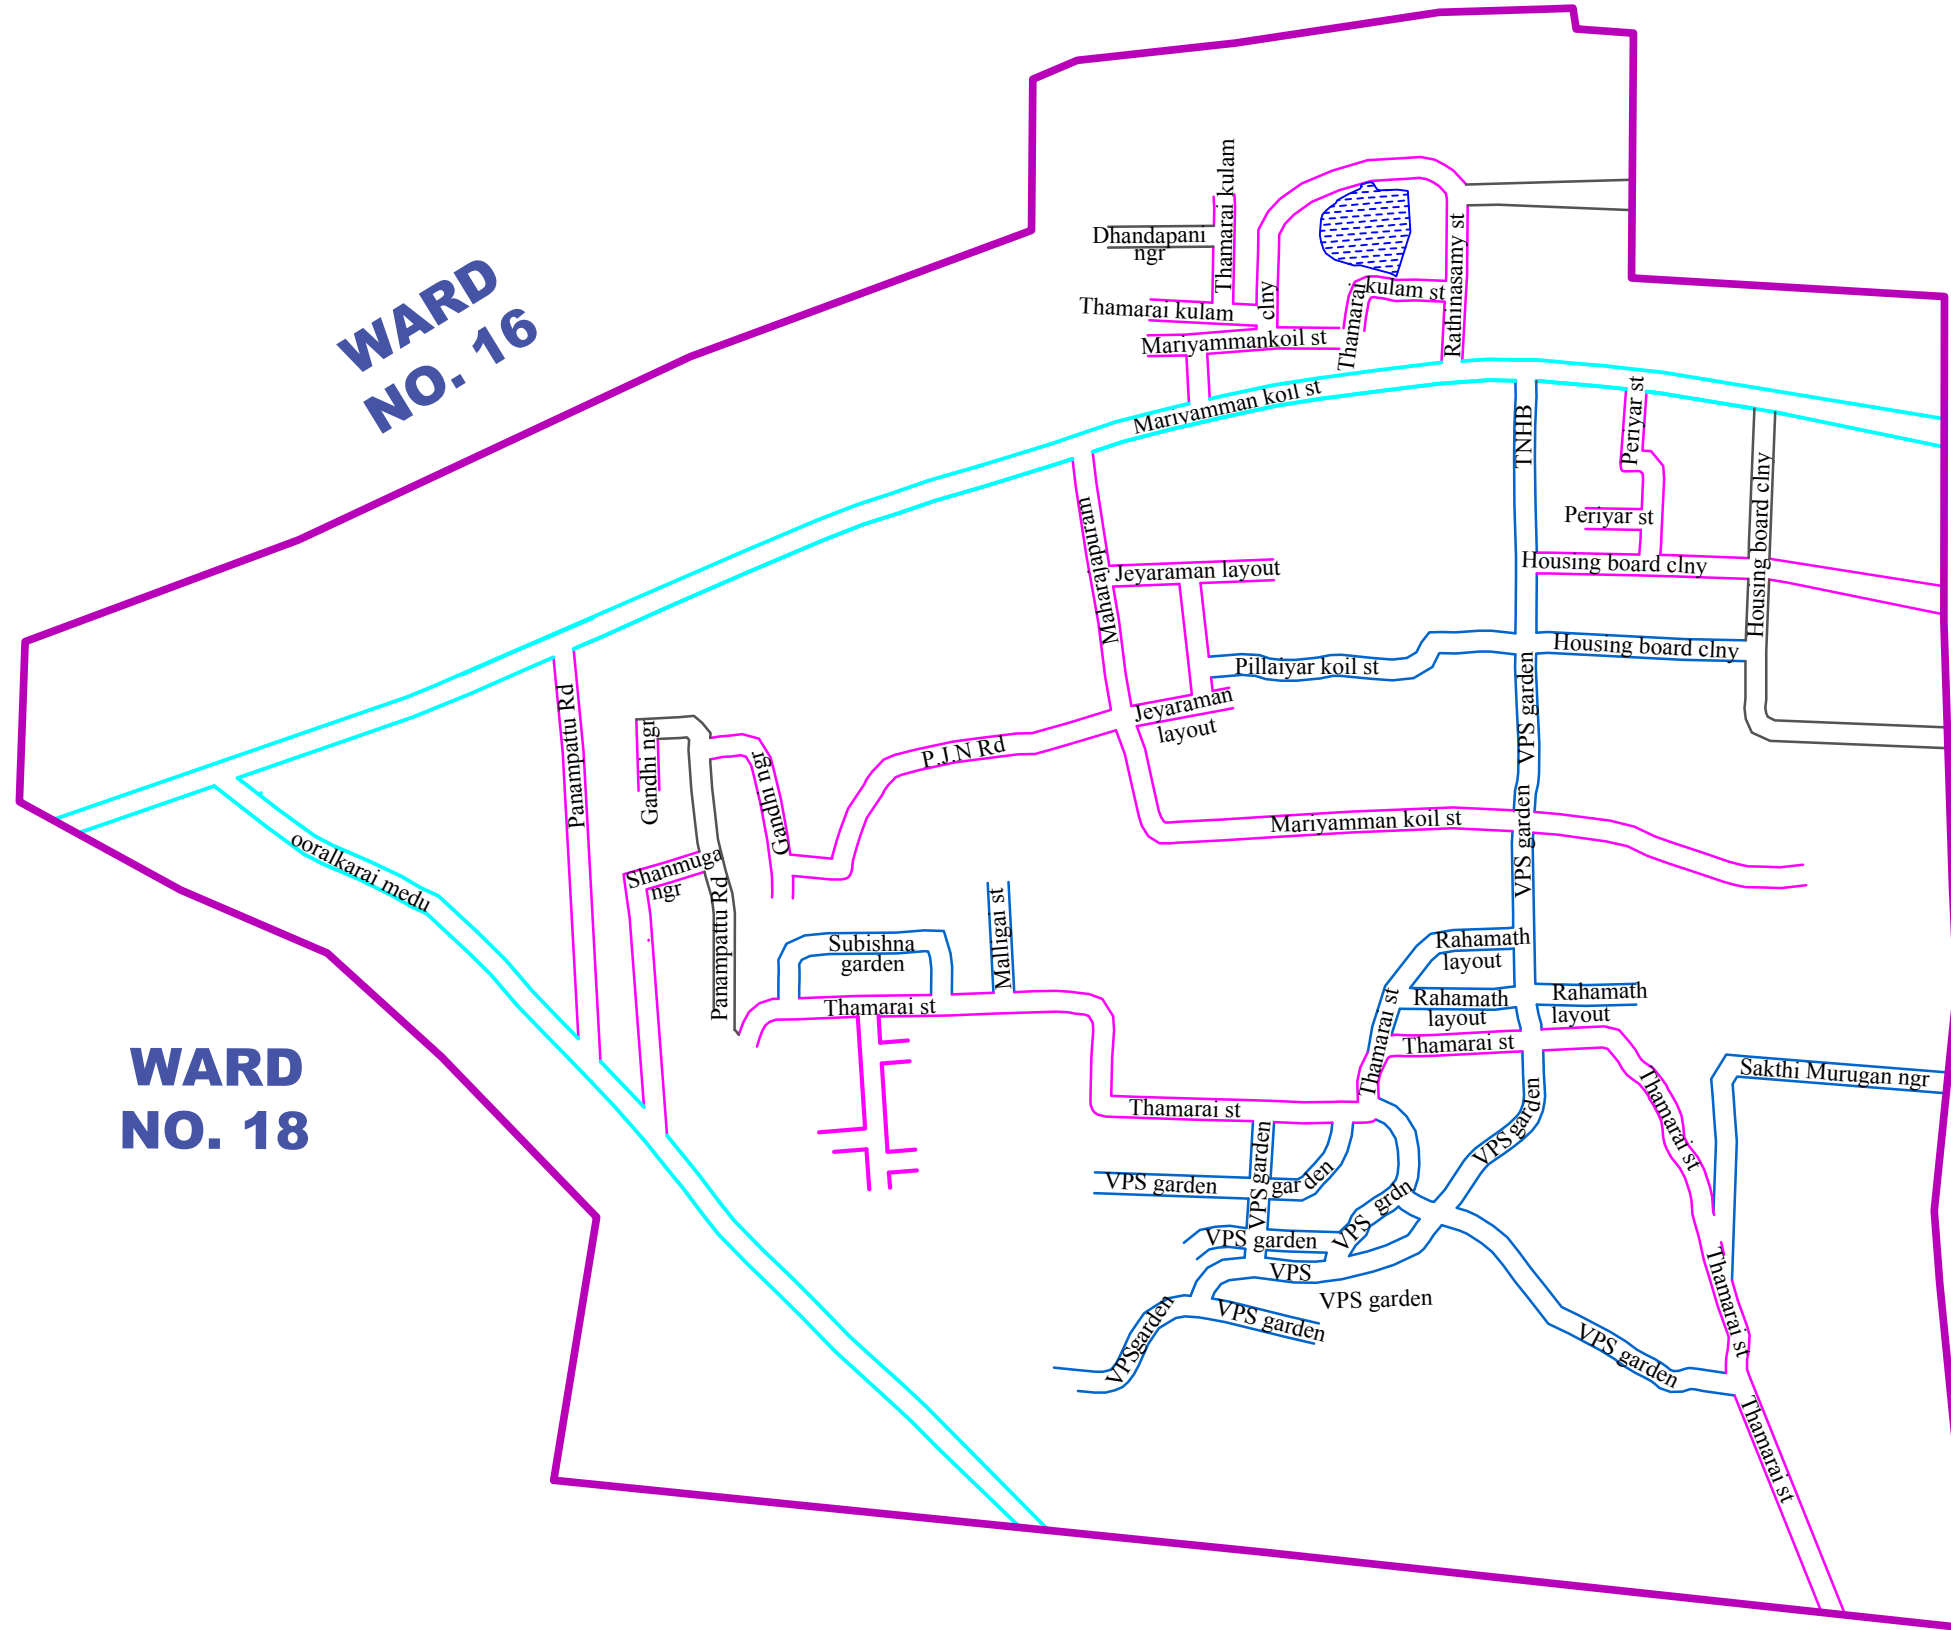 WARD
NO. 16
Thamarai kulam
Dhandapani
ngr
Thamarai kulam
clny
Thamarai
kulam st
Rathinasamy st
Mariyammankoil st
Mariyamman koil st
TNHB
Periyar st
Periyar st
Housing board clny
Housing board clny
Housing board clny
Maharajapuram
Jeyaraman layout
Pillaiyar koil st
Jeyaraman
layout
VPS garden
P.J.N Rd
Panampattu Rd
Gandhi ngr
Gandhi ngr
Mariyamman koil st
VPS garden
ooralkarai medu
Shanmuga
ngr
Panampattu Rd
Malligai st
Subishna
garden
Thamarai st
Rahamath
layout
Rahamath
layout
Rahamath
layout
Thamarai st
Thamarai st
WARD
NO. 18
Sakthi Murugan ngr
Thamarai st
Thamarai st
VPS garden
VPS garden
VPS garden
garden
VPS grdn
VPS garden
VPS
VPS garden
VPS garden
VPS garden
VPS garden
Thamarai st
Thamarai st